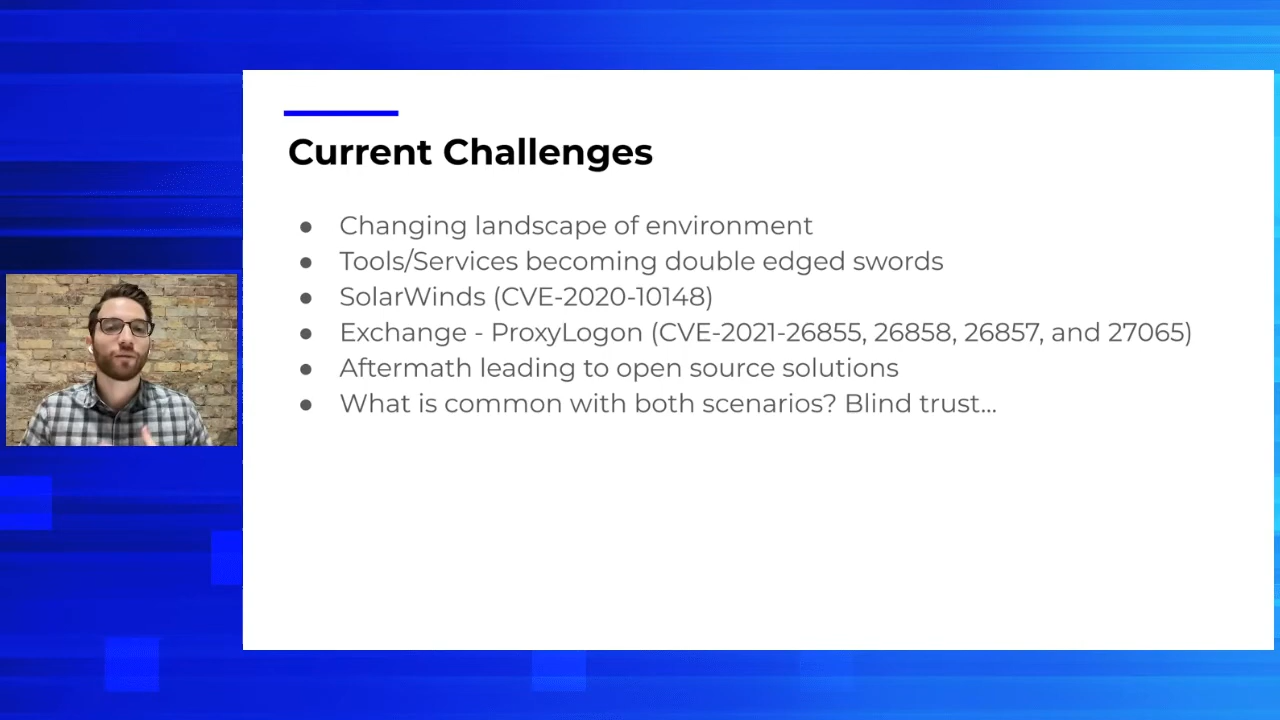 Current Challenges
● Changing landscape of environment
● Tools/Services becoming double edged swords
● SolarWinds (CVE-2020-10148)
● Exchange - ProxyLogon (CVE-2021-26855, 26858, 26857, and 27065)
● Aftermath leading to open source solutions
● What is common with both scenarios? Blind trust...